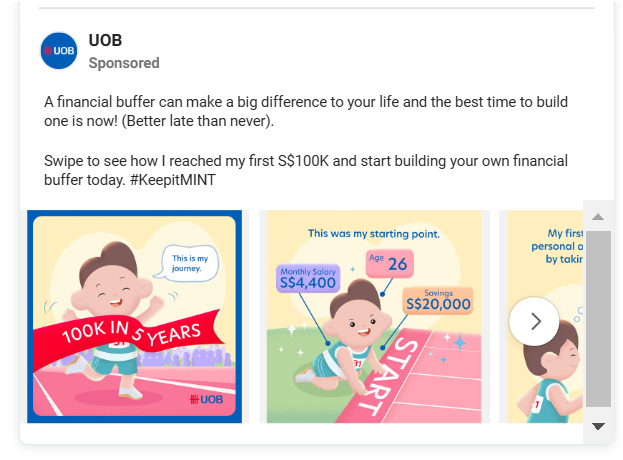 UOB
UOB
Sponsored
A financial buffer can make a big difference to your life and the best time to build
one is now! (Better late than never).
Swipe to see how I reached my first S$100K and start building your own financial
buffer today. #KeepitMINT
This is my
journey.
100K IN 5 YEARS
31
UOB
This was my starting point.
Age 26
Monthly Salary
S$4,400
Savings
S$20,000
31
START
My first
personal a
by takin
1